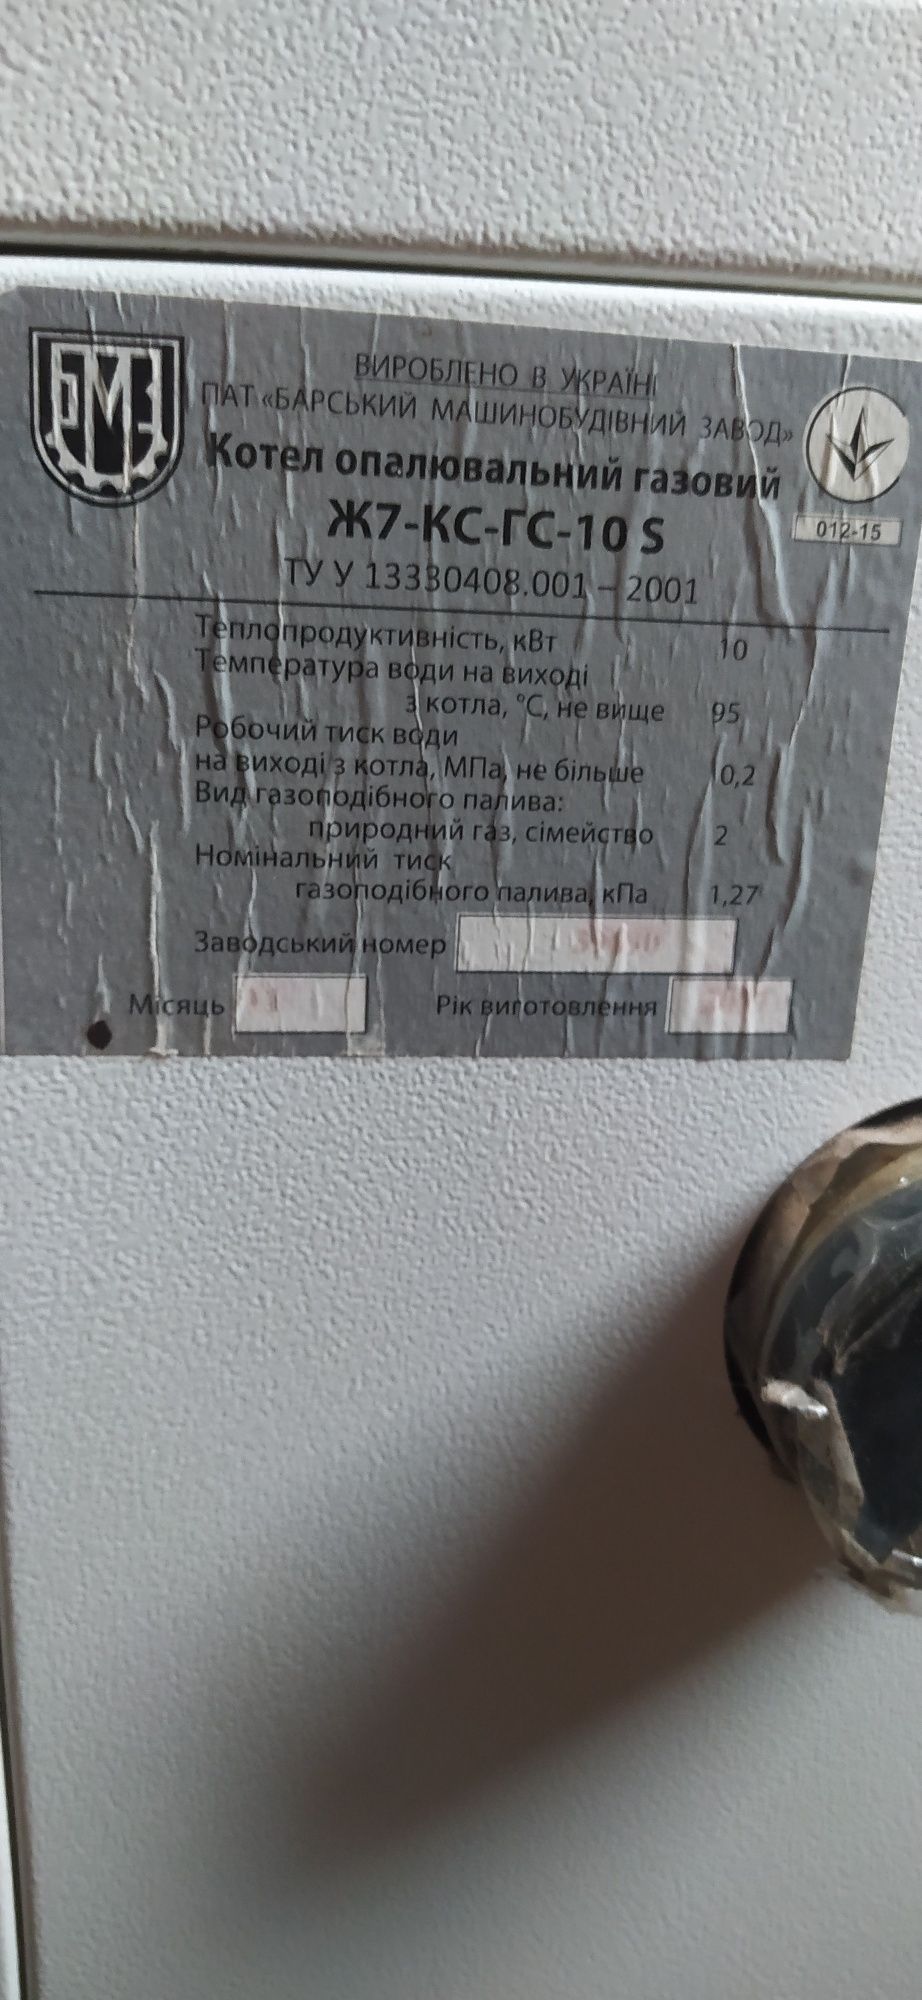 БМЗ
ВИРОБЛЕНО В УКРАЇНІ
ПАТ «БАРСЬКИЙ МАШИНОБУДІВНИЙ ЗАВОД»
Котел опалювальний газовий
Ж7-КС-ГС-10 S
012-15
ТУ У 13330408.001 – 2001
Теплопродуктивність, кВт 10
Температура води на виході
з котла, °С, не вище 95
Робочий тиск води
на виході з котла, МПа, не більше 0,2
Вид газоподібного палива:
природний газ, сімейство 2
Номінальний тиск
газоподібного палива, кПа 1,27
Заводський номер
Місяць Рік виготовлення